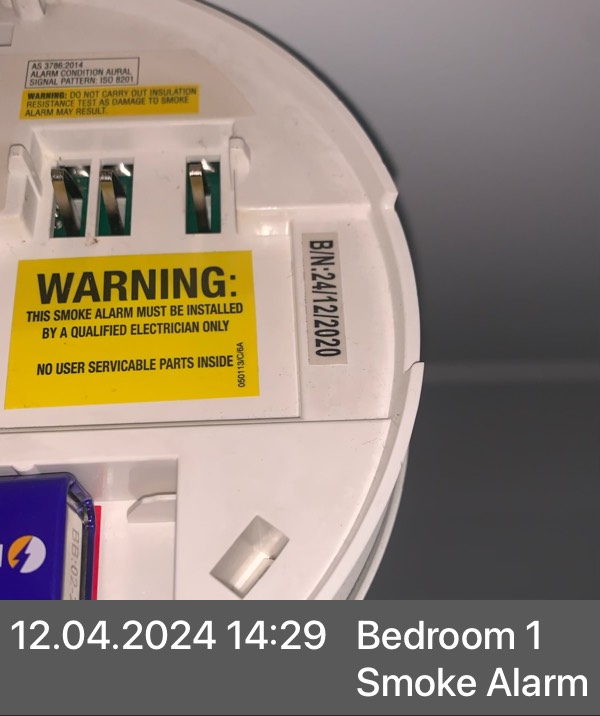 AS 3786:2014
ALARM CONDITION AURAL
SIGNAL PATTERN: ISO 8201
WARNING: DO NOT CARRY OUT INSULATION
RESISTANCE TEST AS DAMAGE TO SMOKE
ALARM MAY RESULT.
WARNING:
THIS SMOKE ALARM MUST BE INSTALLED
BY A QUALIFIED ELECTRICIAN ONLY
NO USER SERVICABLE PARTS INSIDE
050113/C/6A
B/N:24/12/2020
12.04.2024 14:29
Bedroom 1
Smoke Alarm